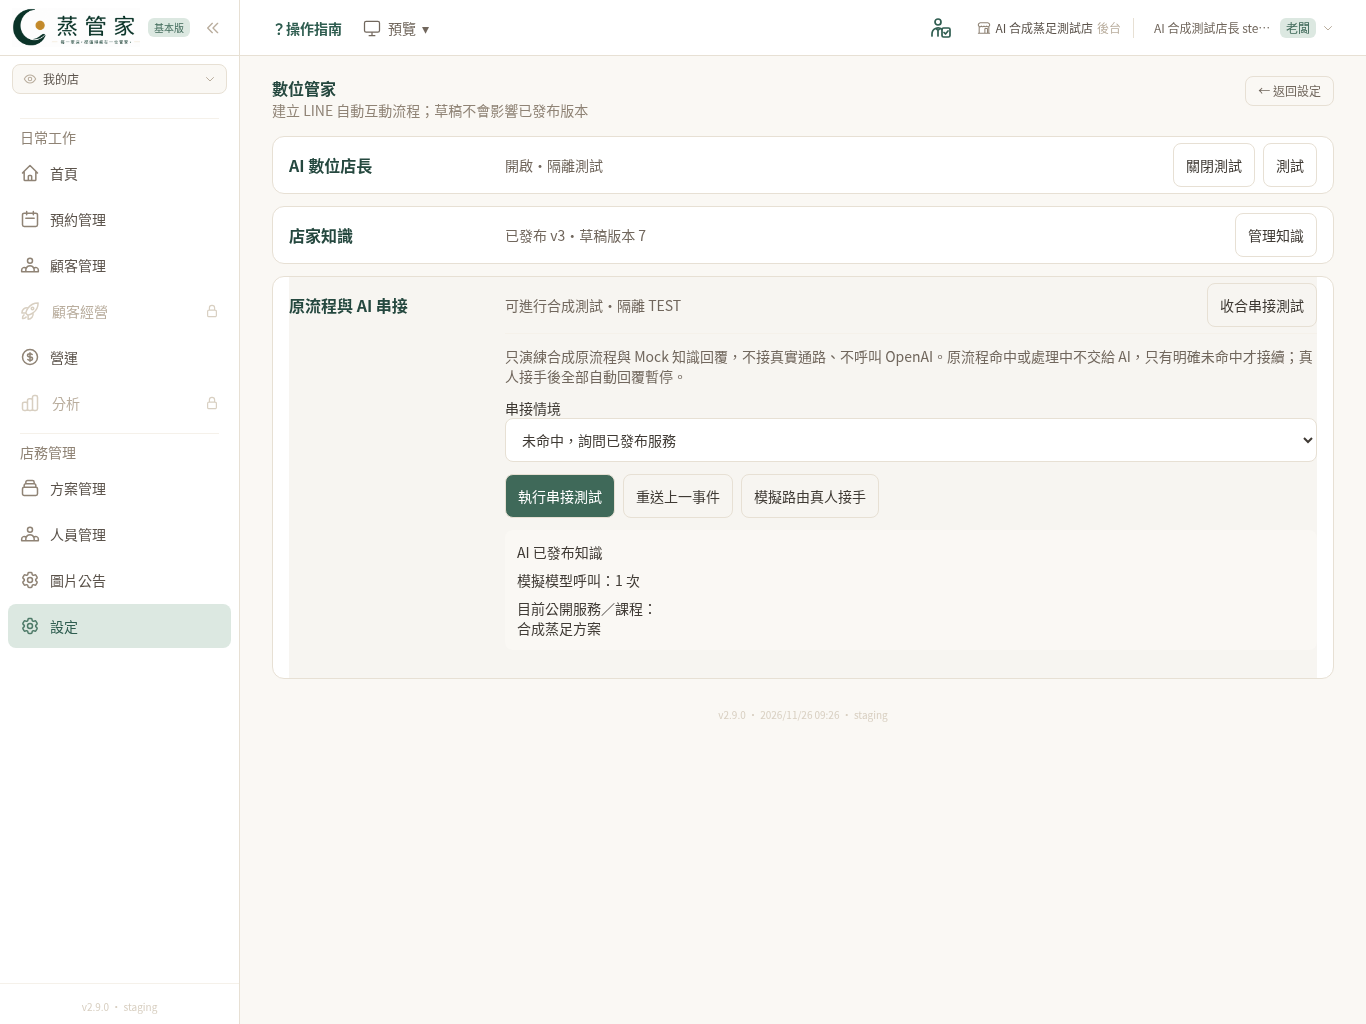 蒸管家
基本版
我的店
日常工作
首頁
預約管理
顧客管理
顧客經營
營運
分析
店務管理
方案管理
人員管理
圖片公告
設定
v2.9.0 ・ staging
？操作指南
預覽 ▾
AI 合成蒸足測試店 後台
AI 合成測試店長 ste…
老闆
數位管家
建立 LINE 自動互動流程；草稿不會影響已發布版本
← 返回設定
AI 數位店長
開啟・隔離測試
關閉測試
測試
店家知識
已發布 v3・草稿版本 7
管理知識
原流程與 AI 串接
可進行合成測試・隔離 TEST
收合串接測試
只演練合成原流程與 Mock 知識回覆，不接真實通路、不呼叫 OpenAI。原流程命中或處理中不交給 AI，只有明確未命中才接續；真
人接手後全部自動回覆暫停。
串接情境
未命中，詢問已發布服務
執行串接測試
重送上一事件
模擬路由真人接手
AI 已發布知識
模擬模型呼叫：1 次
目前公開服務／課程：
合成蒸足方案
v2.9.0 ・ 2026/11/26 09:26 ・ staging